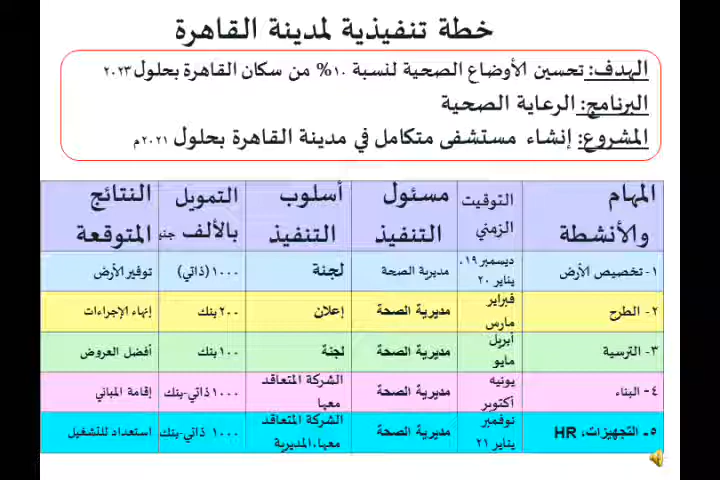 خطة تنفيذية لمدينة القاهرة
الهدف: تحسين الأوضاع الصحية لنسبة ١٠% من سكان القاهرة بحلول ٢٠٢٣
البرنامج: الرعاية الصحية
المشروع: إنشاء مستشفى متكامل في مدينة القاهرة بحلول ٢٠٢١م
المهام والأنشطة | التوقيت الزمني | مسئول التنفيذ | أسلوب التنفيذ | التمويل بالألف جنيه | النتائج المتوقعة
١- تخصيص الأرض | ديسمبر ١٩، يناير ٢٠ | مديرية الصحة | لجنة | ١٠٠٠ (ذاتي) | توفير الأرض
٢- الطرح | فبراير مارس | مديرية الصحة | إعلان | ٢٠٠ بنك | إنهاء الإجراءات
٣- الترسية | أبريل مايو | مديرية الصحة | لجنة | ١٠٠ بنك | أفضل العروض
٤- البناء | يونيه أكتوبر | مديرية الصحة | الشركة المتعاقد معها | ١٠٠٠ ذاتي-بنك | إقامة المباني
٥- التجهيزات، HR | نوفمبر يناير ٢١ | مديرية الصحة | الشركة المتعاقد معها، المديرية | ١٠٠٠ ذاتي-بنك | استعداد للتشغيل